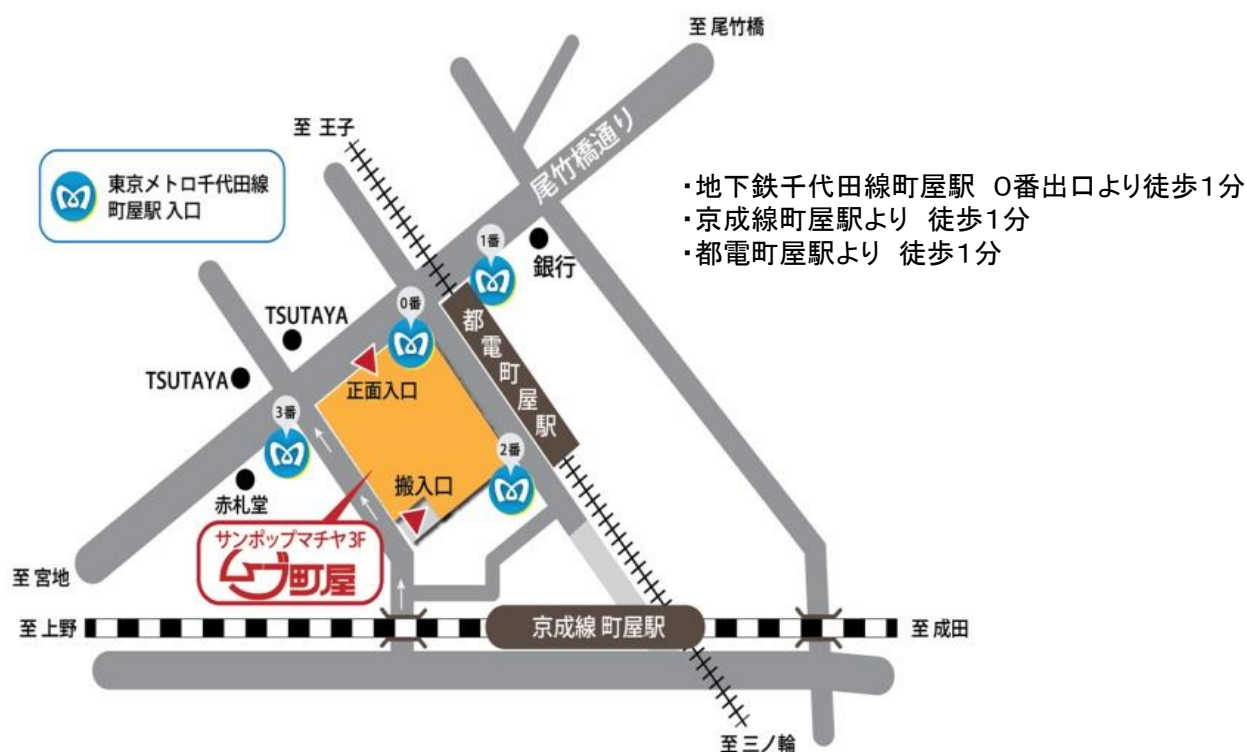 至 尾竹橋
尾竹橋通り
至 王子
東京メトロ千代田線
町屋駅 入口
・地下鉄千代田線町屋駅 0番出口より徒歩1分
・京成線町屋駅より 徒歩1分
・都電町屋駅より 徒歩1分
1番
銀行
0番
都電町屋駅
TSUTAYA
TSUTAYA
正面入口
3番
2番
搬入口
赤札堂
サンポップマチヤ3F
ムブ町屋
至 宮地
至 上野
京成線 町屋駅
至 成田
至 三ノ輪